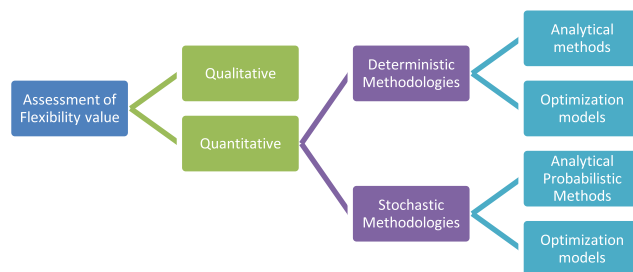 Assessment of
Flexibility value
Qualitative
Quantitative
Deterministic
Methodologies
Stochastic
Methodologies
Analytical
methods
Optimization
models
Analytical
Probabilistic
Methods
Optimization
models